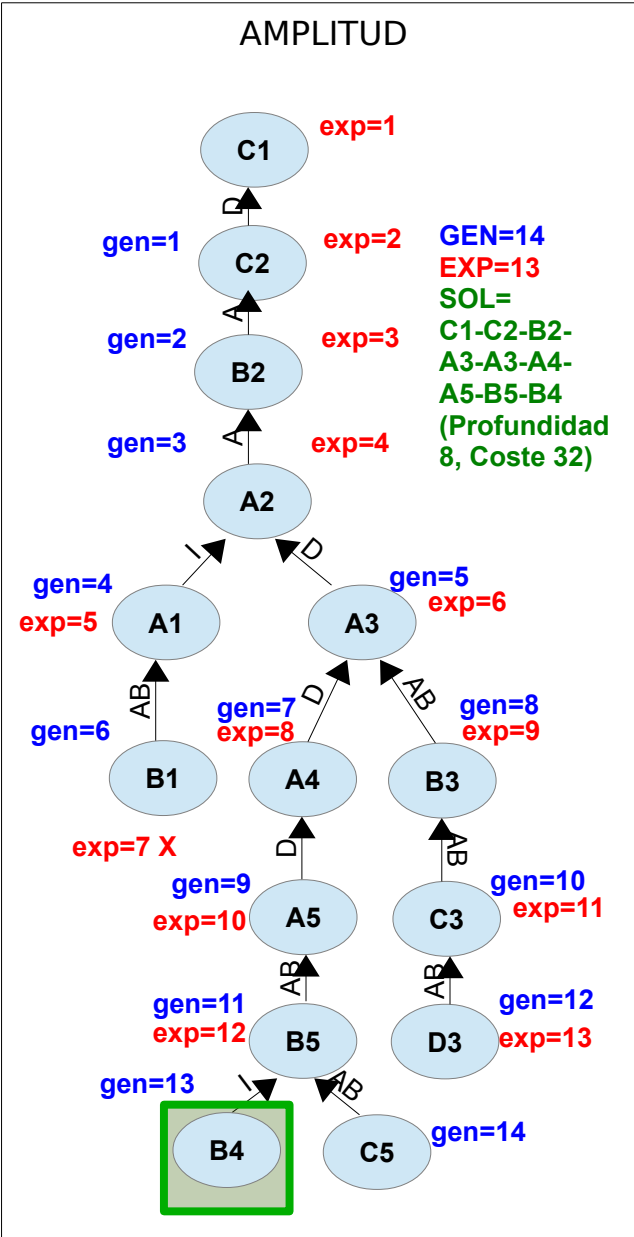 AMPLITUD
exp=1
C1
D
gen=1
exp=2
C2
GEN=14
EXP=13
SOL=
C1-C2-B2-
A3-A3-A4-
A5-B5-B4
(Profundidad
8, Coste 32)
A
gen=2
exp=3
B2
A
gen=3
exp=4
A2
I
D
gen=4
exp=5
A1
gen=5
exp=6
A3
AB
D
AB
gen=6
B1
exp=7 X
gen=7
exp=8
A4
gen=8
exp=9
B3
D
AB
gen=9
exp=10
A5
gen=10
exp=11
C3
AB
AB
gen=11
exp=12
B5
gen=12
exp=13
D3
I
AB
gen=13
B4
gen=14
C5